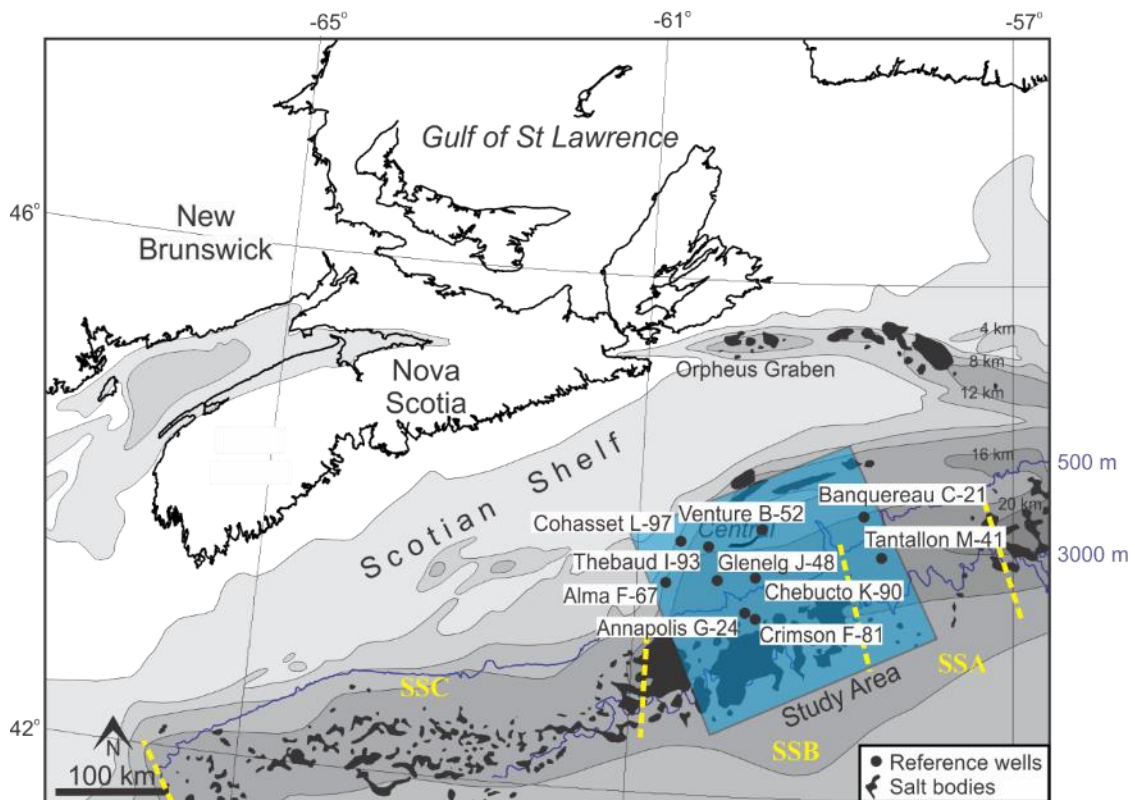 -65°
-61°
-57°
Gulf of St Lawrence
46°
New
Brunswick
4 km
8 km
Orpheus Graben
12 km
Nova
Scotia
16 km
500 m
Scotian Shelf
Banquereau C-21
20 km
Venture B-52
Cohasset L-97
Central
Tantallon M-41
3000 m
Thebaud I-93
Glenelg J-48
Alma F-67
Chebucto K-90
Annapolis G-24
Crimson F-81
SSA
SSC
Study Area
42°
N
SSB
100 km
Reference wells
Salt bodies